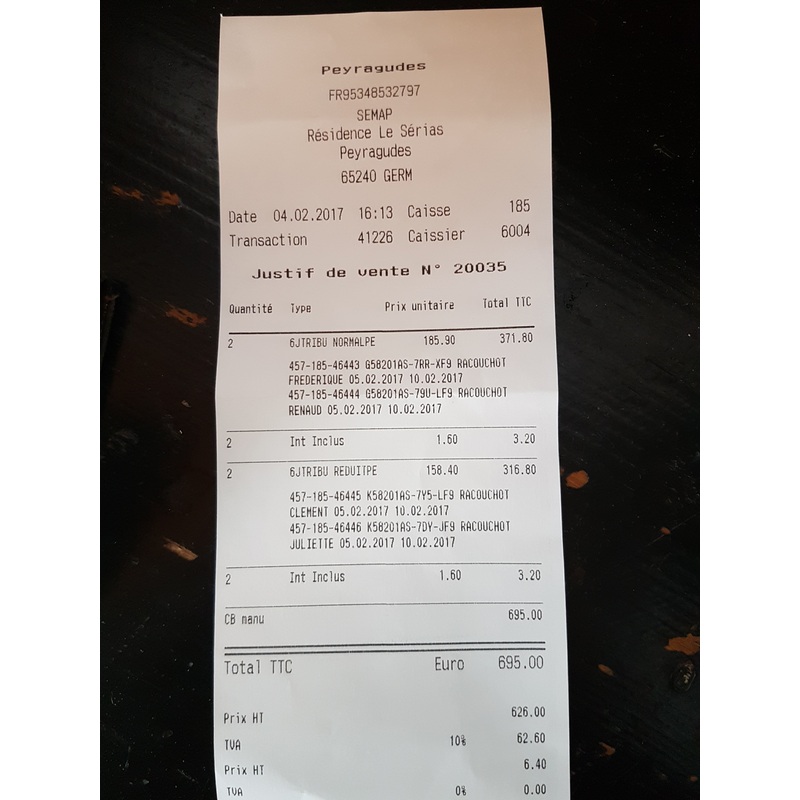 Peyragudes
FR95348532797
SEMAP
Résidence Le Sérias
Peyragudes
65240 GERM
Date 04.02.2017 16:13 Caisse 185
Transaction 41226 Caissier 6004
Justif de vente N° 20035
Quantité Type Prix unitaire Total TTC
2 6JTRIBU NORMALPE 185.90 371.80
457-185-46443 G58201AS-7RR-XF9 RACOUCHOT
FREDERIQUE 05.02.2017 10.02.2017
457-185-46444 G58201AS-79U-LF9 RACOUCHOT
RENAUD 05.02.2017 10.02.2017
2 Int Inclus 1.60 3.20
2 6JTRIBU REDUITPE 158.40 316.80
457-185-46445 K58201AS-7Y5-LF9 RACOUCHOT
CLEMENT 05.02.2017 10.02.2017
457-185-46446 K58201AS-7DY-JF9 RACOUCHOT
JULIETTE 05.02.2017 10.02.2017
2 Int Inclus 1.60 3.20
CB manu 695.00
Total TTC Euro 695.00
Prix HT 626.00
TVA 10% 62.60
Prix HT 6.40
TVA 0% 0.00